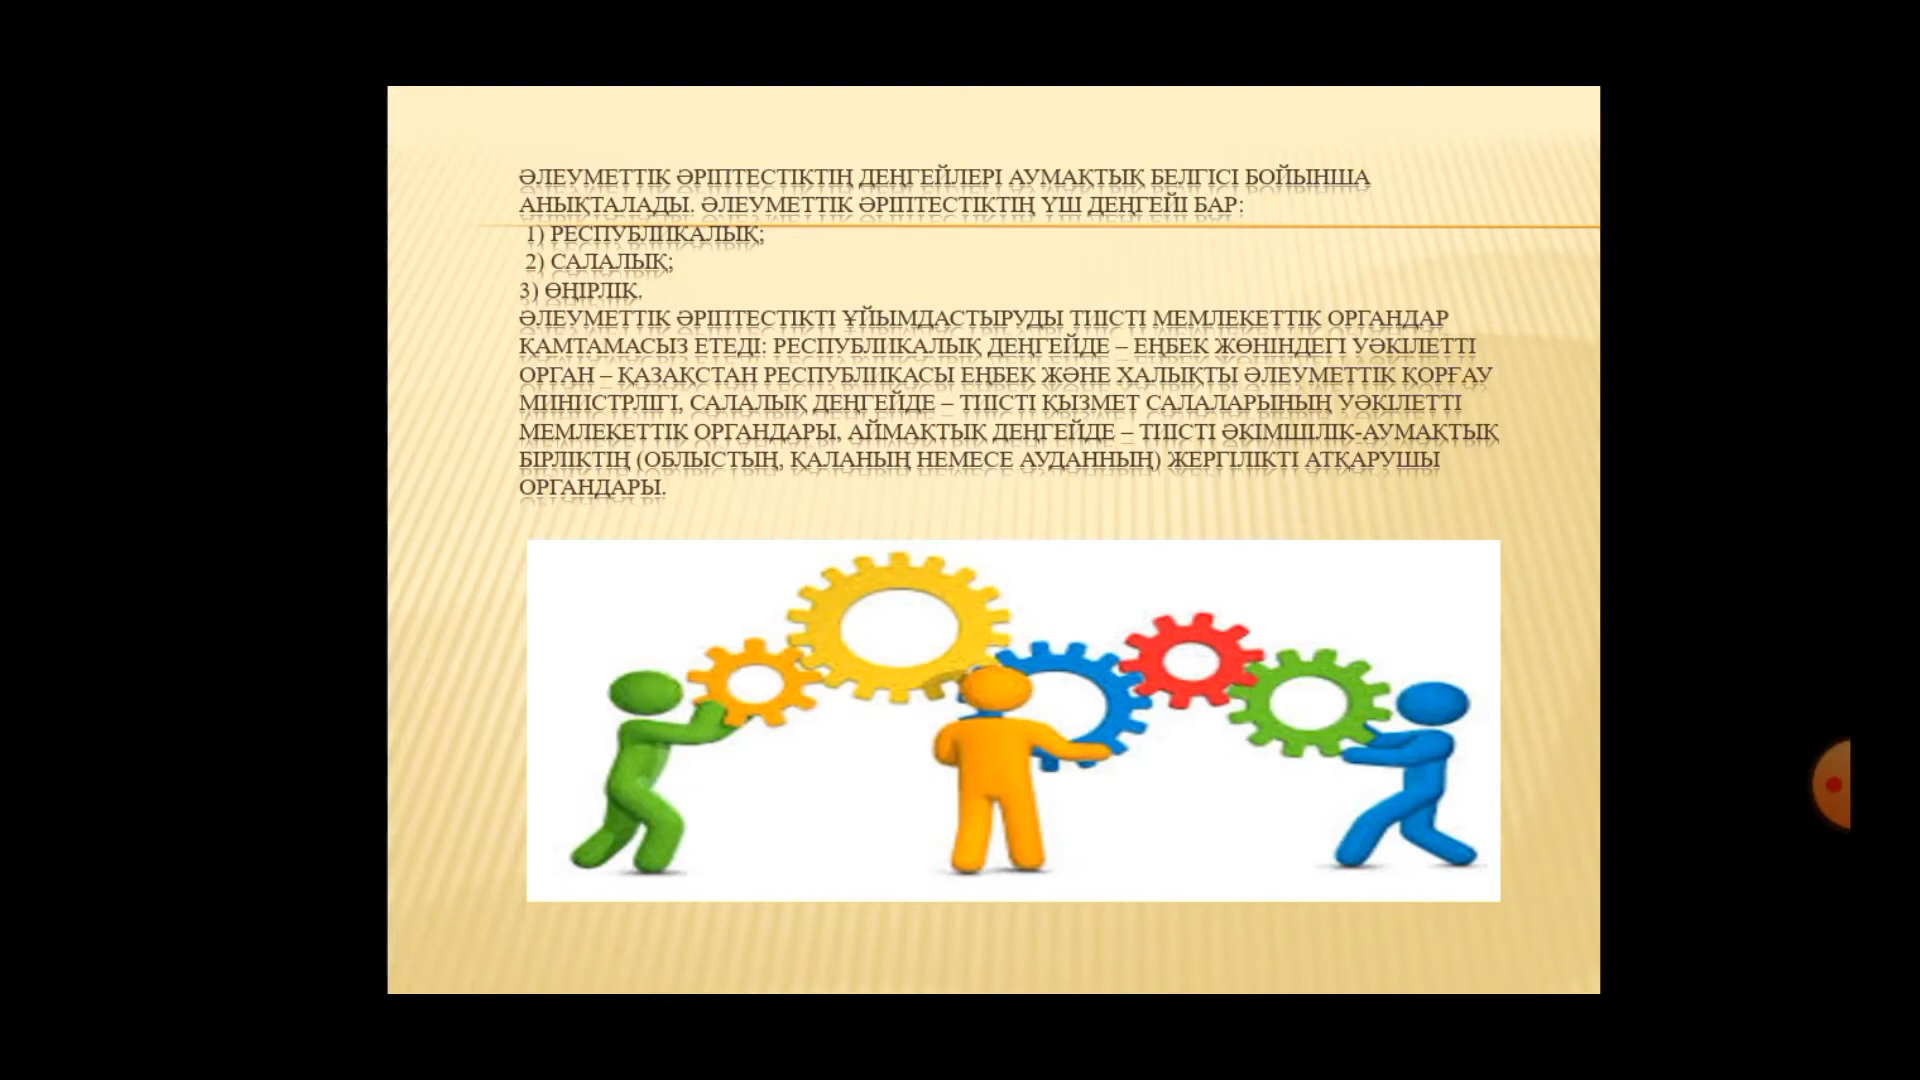 ӘЛЕУМЕТТІК ӘРІПТЕСТІКТІҢ ДЕҢГЕЙЛЕРІ АУМАҚТЫҚ БЕЛГІСІ БОЙЫНША
АНЫҚТАЛАДЫ. ӘЛЕУМЕТТІК ӘРІПТЕСТІКТІҢ ҮШ ДЕҢГЕЙІ БАР:
1) РЕСПУБЛИКАЛЫҚ;
2) САЛАЛЫҚ;
3) ӨҢІРЛІК.
ӘЛЕУМЕТТІК ӘРІПТЕСТІКТІ ҰЙЫМДАСТЫРУДЫ ТИІСТІ МЕМЛЕКЕТТІК ОРГАНДАР
ҚАМТАМАСЫЗ ЕТЕДІ: РЕСПУБЛИКАЛЫҚ ДЕҢГЕЙДЕ – ЕҢБЕК ЖӨНІНДЕГІ УӘКІЛЕТТІ
ОРГАН – ҚАЗАҚСТАН РЕСПУБЛИКАСЫ ЕҢБЕК ЖӘНЕ ХАЛЫҚТЫ ӘЛЕУМЕТТІК ҚОРҒАУ
МИНИСТРЛІГІ, САЛАЛЫҚ ДЕҢГЕЙДЕ – ТИІСТІ ҚЫЗМЕТ САЛАЛАРЫНЫҢ УӘКІЛЕТТІ
МЕМЛЕКЕТТІК ОРГАНДАРЫ, АЙМАҚТЫҚ ДЕҢГЕЙДЕ – ТИІСТІ ӘКІМШІЛІК-АУМАҚТЫҚ
БІРЛІКТІҢ (ОБЛЫСТЫҢ, ҚАЛАНЫҢ НЕМЕСЕ АУДАННЫҢ) ЖЕРГІЛІКТІ АТҚАРУШЫ
ОРГАНДАРЫ.